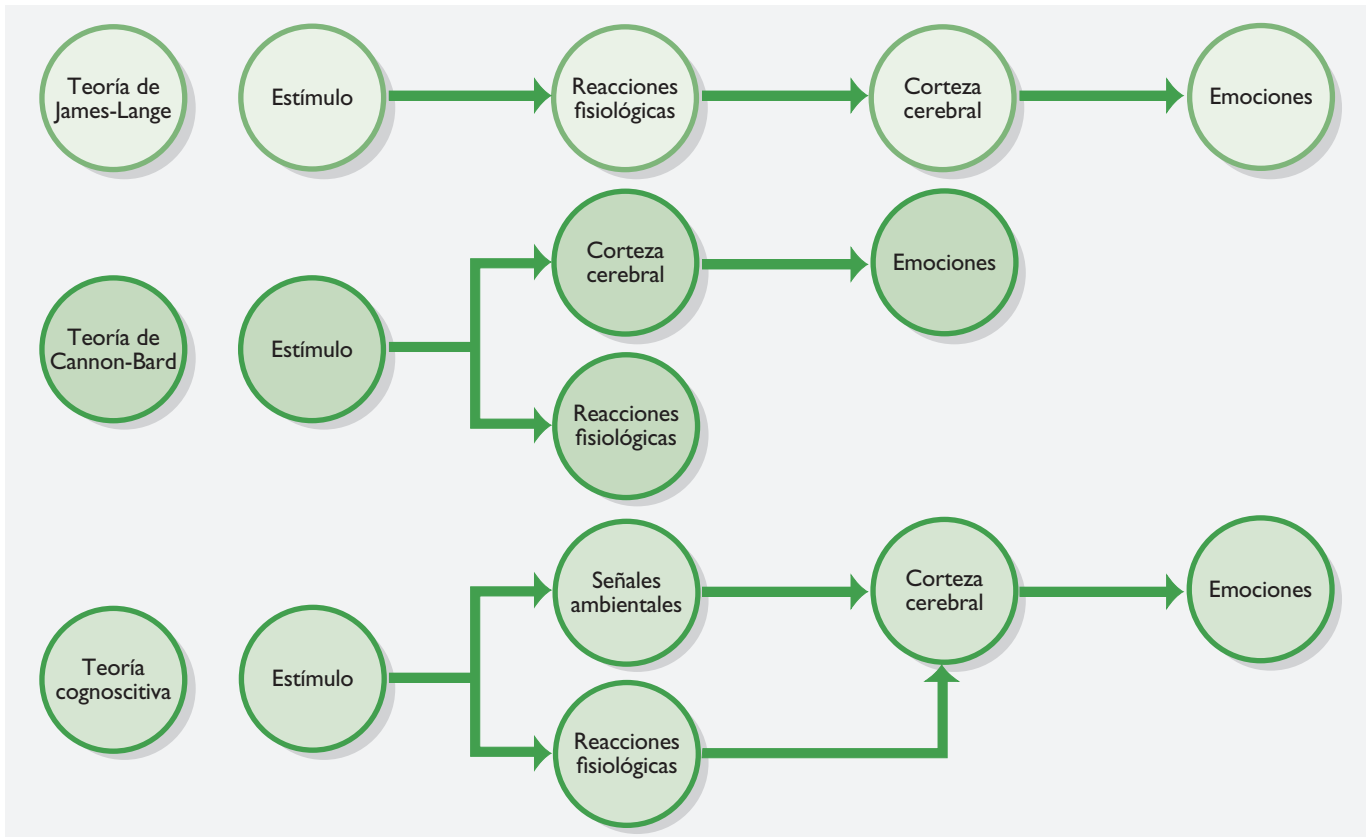 Teoría de
James-Lange
Estímulo
Reacciones
fisiológicas
Corteza
cerebral
Emociones
Teoría de
Cannon-Bard
Estímulo
Corteza
cerebral
Emociones
Reacciones
fisiológicas
Teoría
cognoscitiva
Estímulo
Señales
ambientales
Reacciones
fisiológicas
Corteza
cerebral
Emociones